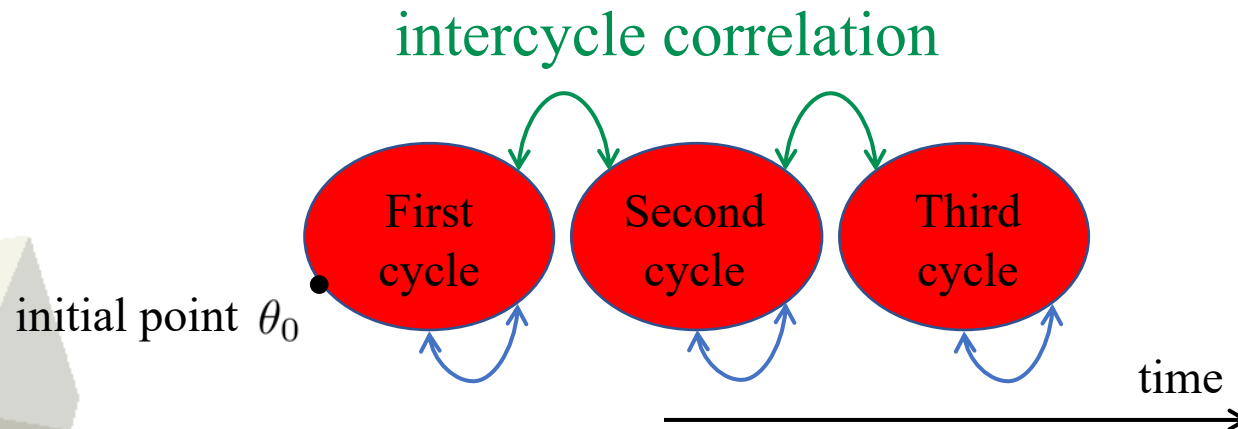 intercycle correlation
First
cycle
Second
cycle
Third
cycle
initial point θ₀
time